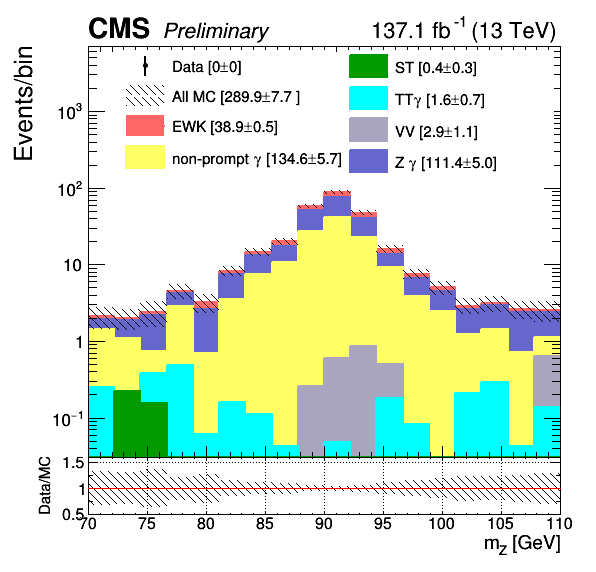 CMS Preliminary 137.1 fb⁻¹ (13 TeV)
Events/bin
Data [0±0]
All MC [289.9±7.7 ]
EWK [38.9±0.5]
non-prompt γ [134.6±5.7]
ST [0.4±0.3]
TTγ [1.6±0.7]
VV [2.9±1.1]
Z γ [111.4±5.0]
10³
10²
10
1
10⁻¹
Data/MC
1.5
1
0.5
70 75 80 85 90 95 100 105 110
m_Z [GeV]